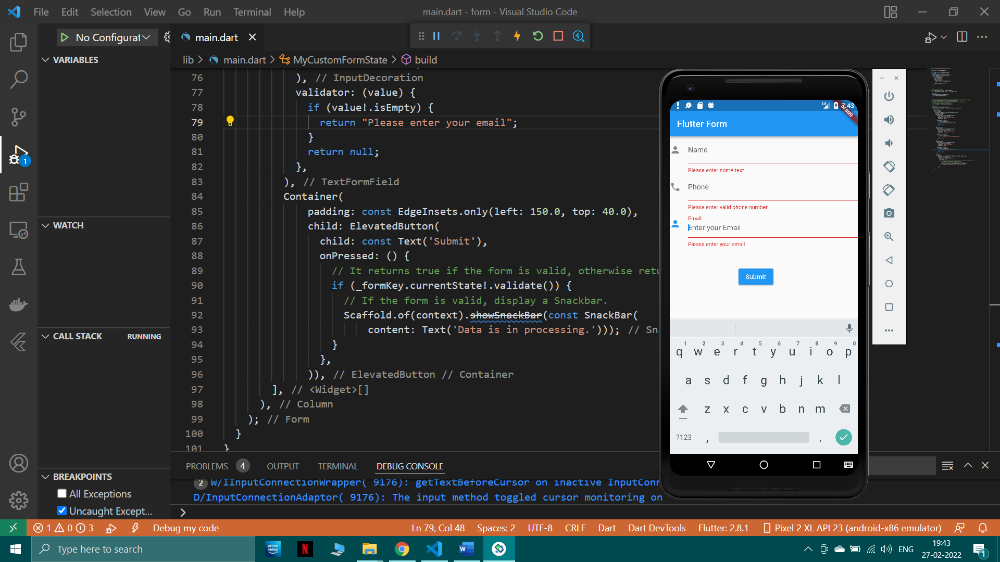 File Edit Selection View Go Run Terminal Help
main.dart - form - Visual Studio Code
No Configurat
main.dart
lib > main.dart > MyCustomFormState > build
VARIABLES
WATCH
CALL STACK RUNNING
BREAKPOINTS
All Exceptions
Uncaught Except...
1
76 ), // InputDecoration
77 validator: (value) {
78 if (value!.isEmpty) {
79 return "Please enter your email";
80 }
81 return null;
82 },
83 ), // TextFormField
84 Container(
85 padding: const EdgeInsets.only(left: 150.0, top: 40.0),
86 child: ElevatedButton(
87 child: const Text('Submit'),
88 onPressed: () {
89 // It returns true if the form is valid, otherwise retu
90 if (_formKey.currentState!.validate()) {
91 // If the form is valid, display a Snackbar.
92 Scaffold.of(context).showSnackBar(const SnackBar(
93 content: Text('Data is in processing.'))); // Sna
94 }
95 },
96 )), // ElevatedButton // Container
97 ], // <Widget>[]
98 ), // Column
99 ); // Form
100 }
101 }
7:43
DEBUG
Flutter Form
Name
Please enter some text
Phone
Please enter valid phone number
Email
Enter your Email
Please enter your email
Submit
1 2 3 4 5 6 7 8 9 0
q w e r t y u i o p
a s d f g h j k l
z x c v b n m
?123 , .
PROBLEMS 4 OUTPUT TERMINAL DEBUG CONSOLE
2 W/IInputConnectionWrapper( 9176): getTextBeforeCursor on inactive InputConn
D/InputConnectionAdaptor( 9176): The input method toggled cursor monitoring on
1 0 3 Debug my code Ln 79, Col 48 Spaces: 2 UTF-8 CRLF Dart Dart DevTools Flutter: 2.8.1 Pixel 2 XL API 23 (android-x86 emulator)
Type here to search
prime video
N
W
ENG
19:43
27-02-2022
1